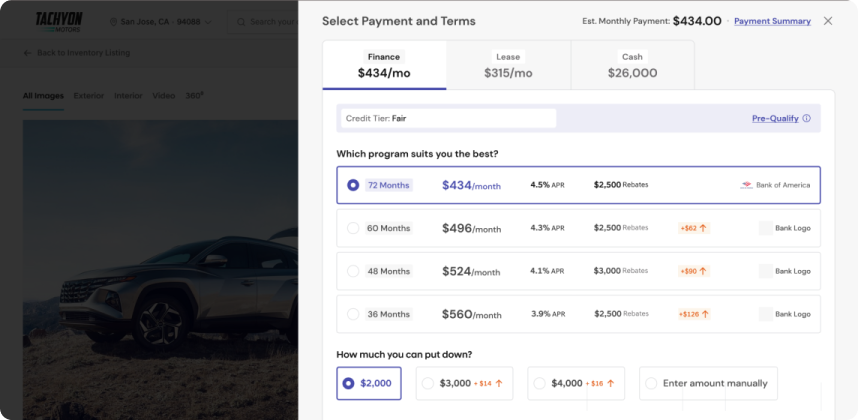 TACHYON
MOTORS
San Jose, CA · 94088
Search your
Back to Inventory Listing
All Images Exterior Interior Video 360°
Select Payment and Terms
Est. Monthly Payment: $434.00 · Payment Summary
Finance
$434/mo
Lease
$315/mo
Cash
$26,000
Credit Tier: Fair
Pre-Qualify
Which program suits you the best?
72 Months $434/month 4.5% APR $2,500 Rebates Bank of America
60 Months $496/month 4.3% APR $2,500 Rebates +$62 ↑ Bank Logo
48 Months $524/month 4.1% APR $3,000 Rebates +$90 ↑ Bank Logo
36 Months $560/month 3.9% APR $2,500 Rebates +$126 ↑ Bank Logo
How much you can put down?
$2,000 $3,000 + $14 ↑ $4,000 + $16 ↑ Enter amount manually